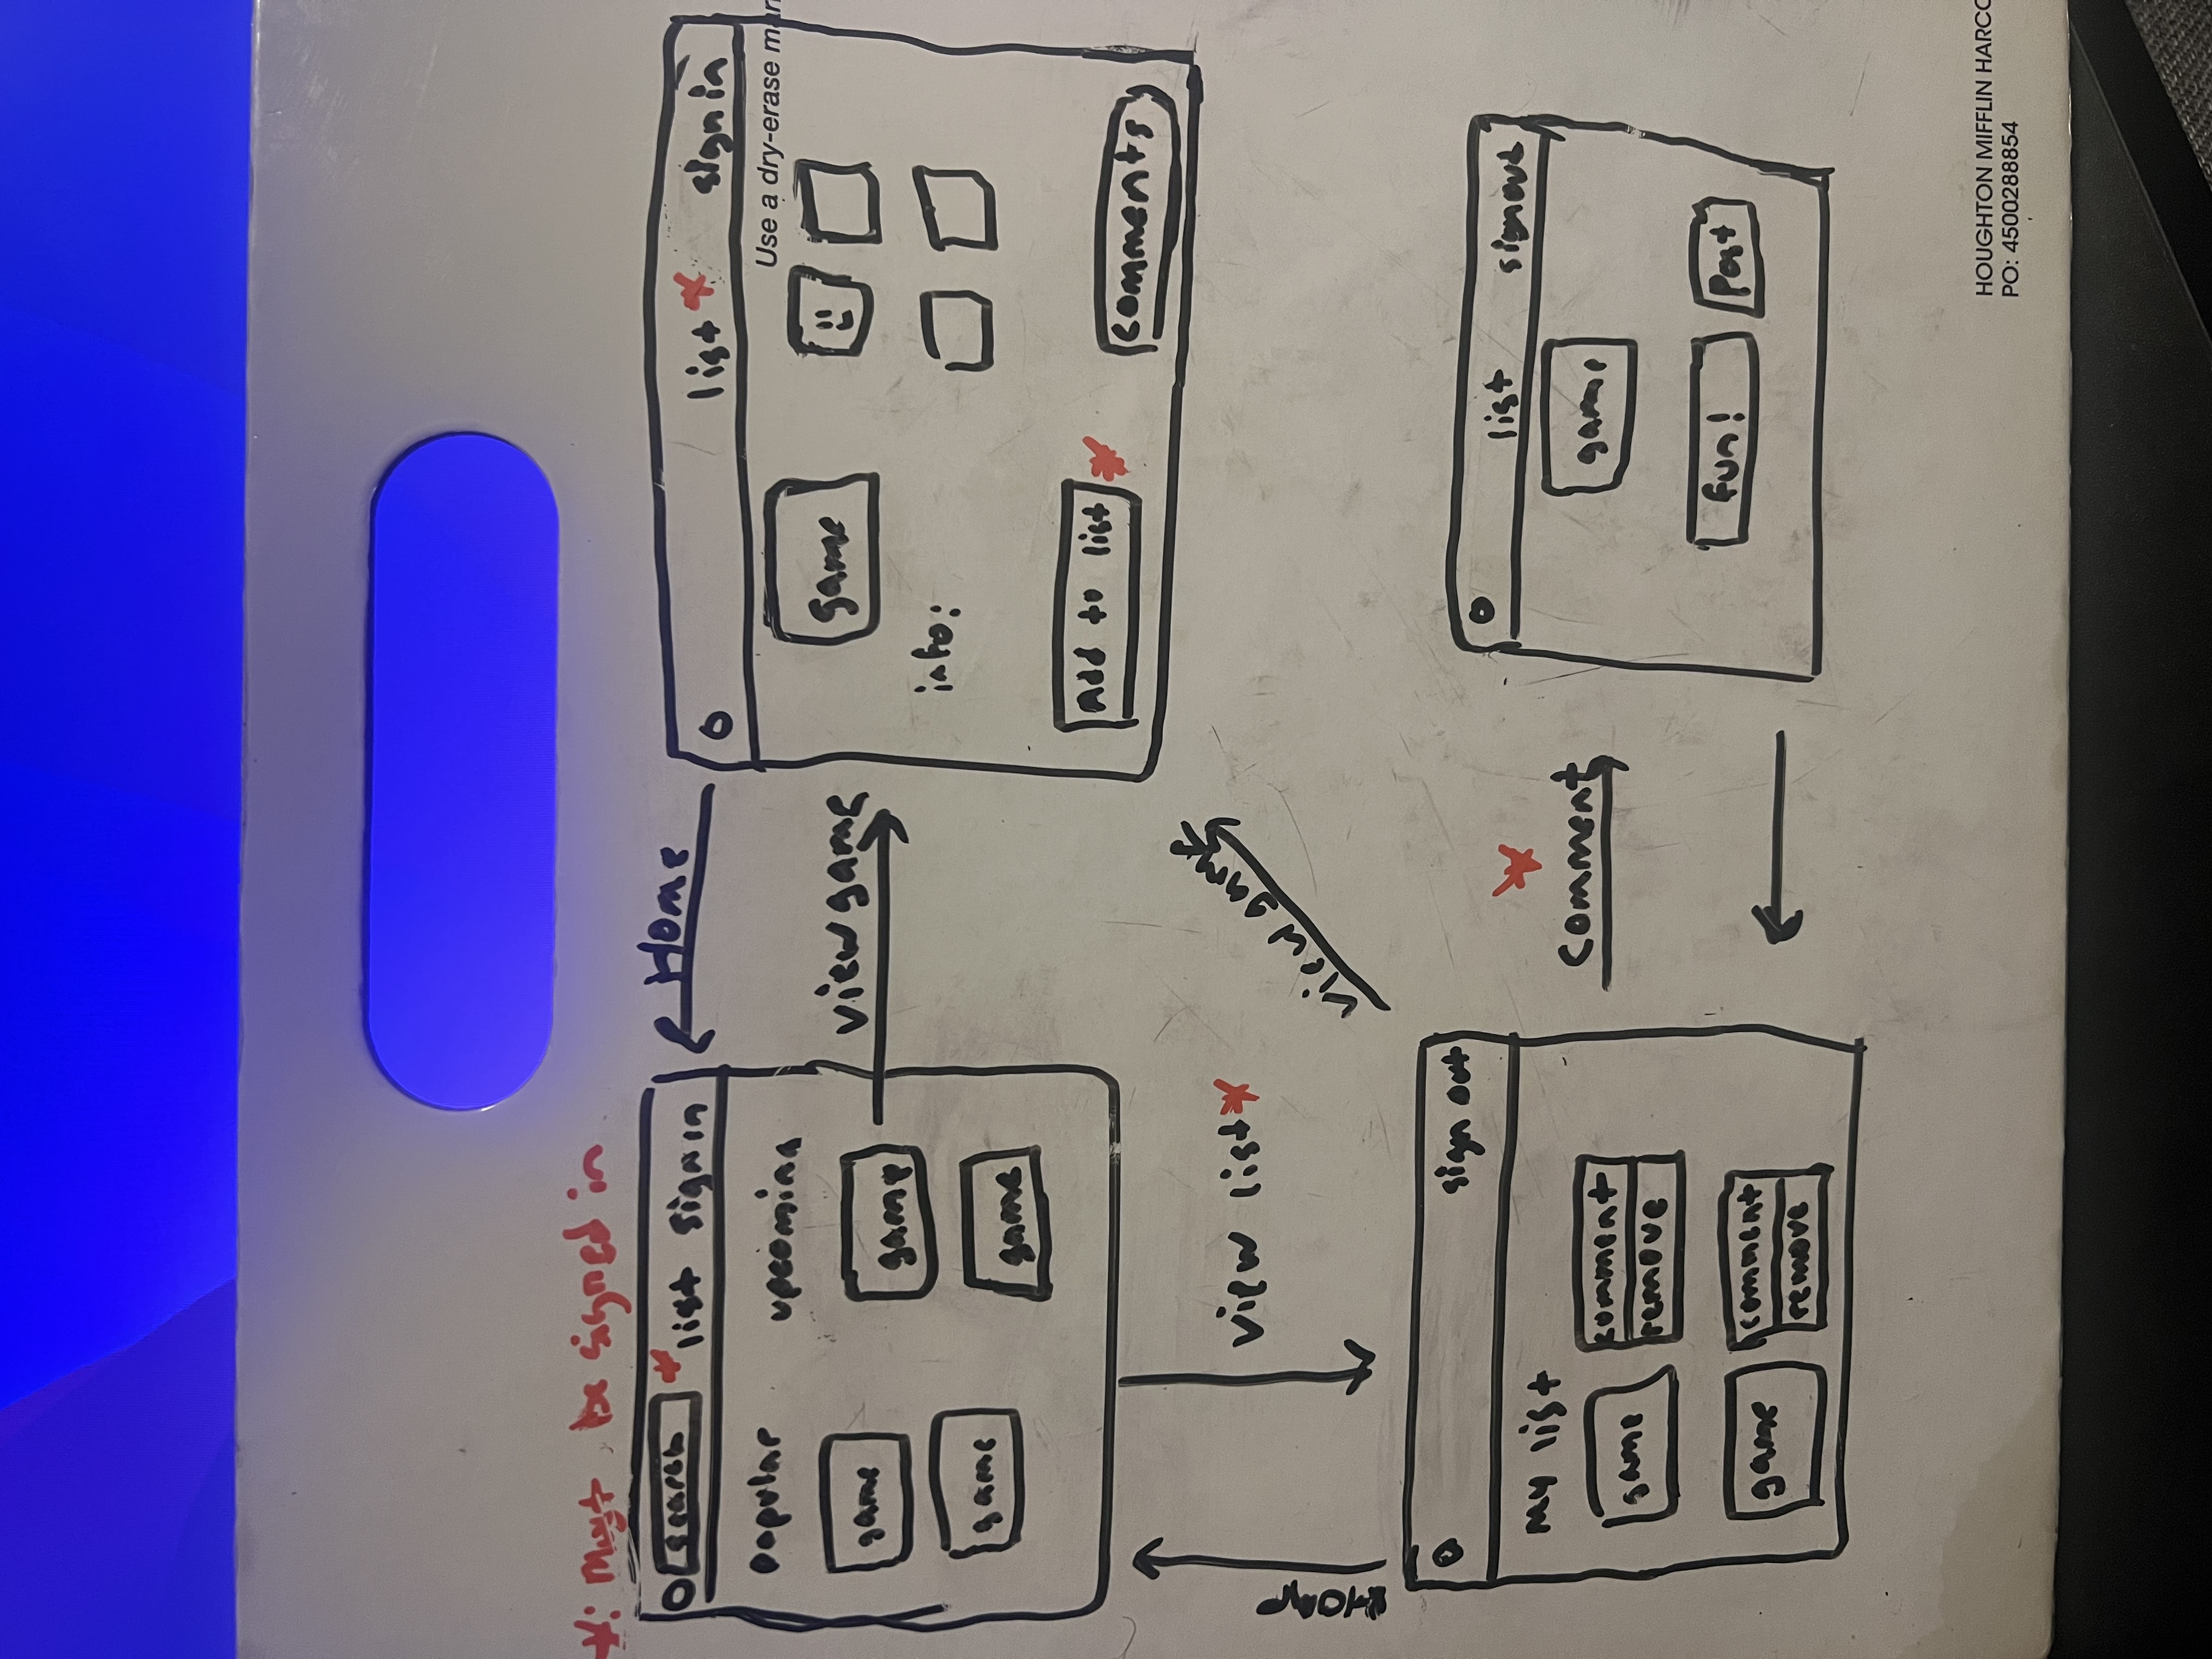 *: Must be signed in
search * list sign in
popular upcoming
game game
game game
Home
view game
list * sign in
Use a dry-erase mar
game
info:
Add to list *
comments
Home
view list *
view game
sign out
my list
game comment
remove
game comment
remove
*
comment
list signout
game
fun! Post
HOUGHTON MIFFLIN HARCO
PO: 4500288854